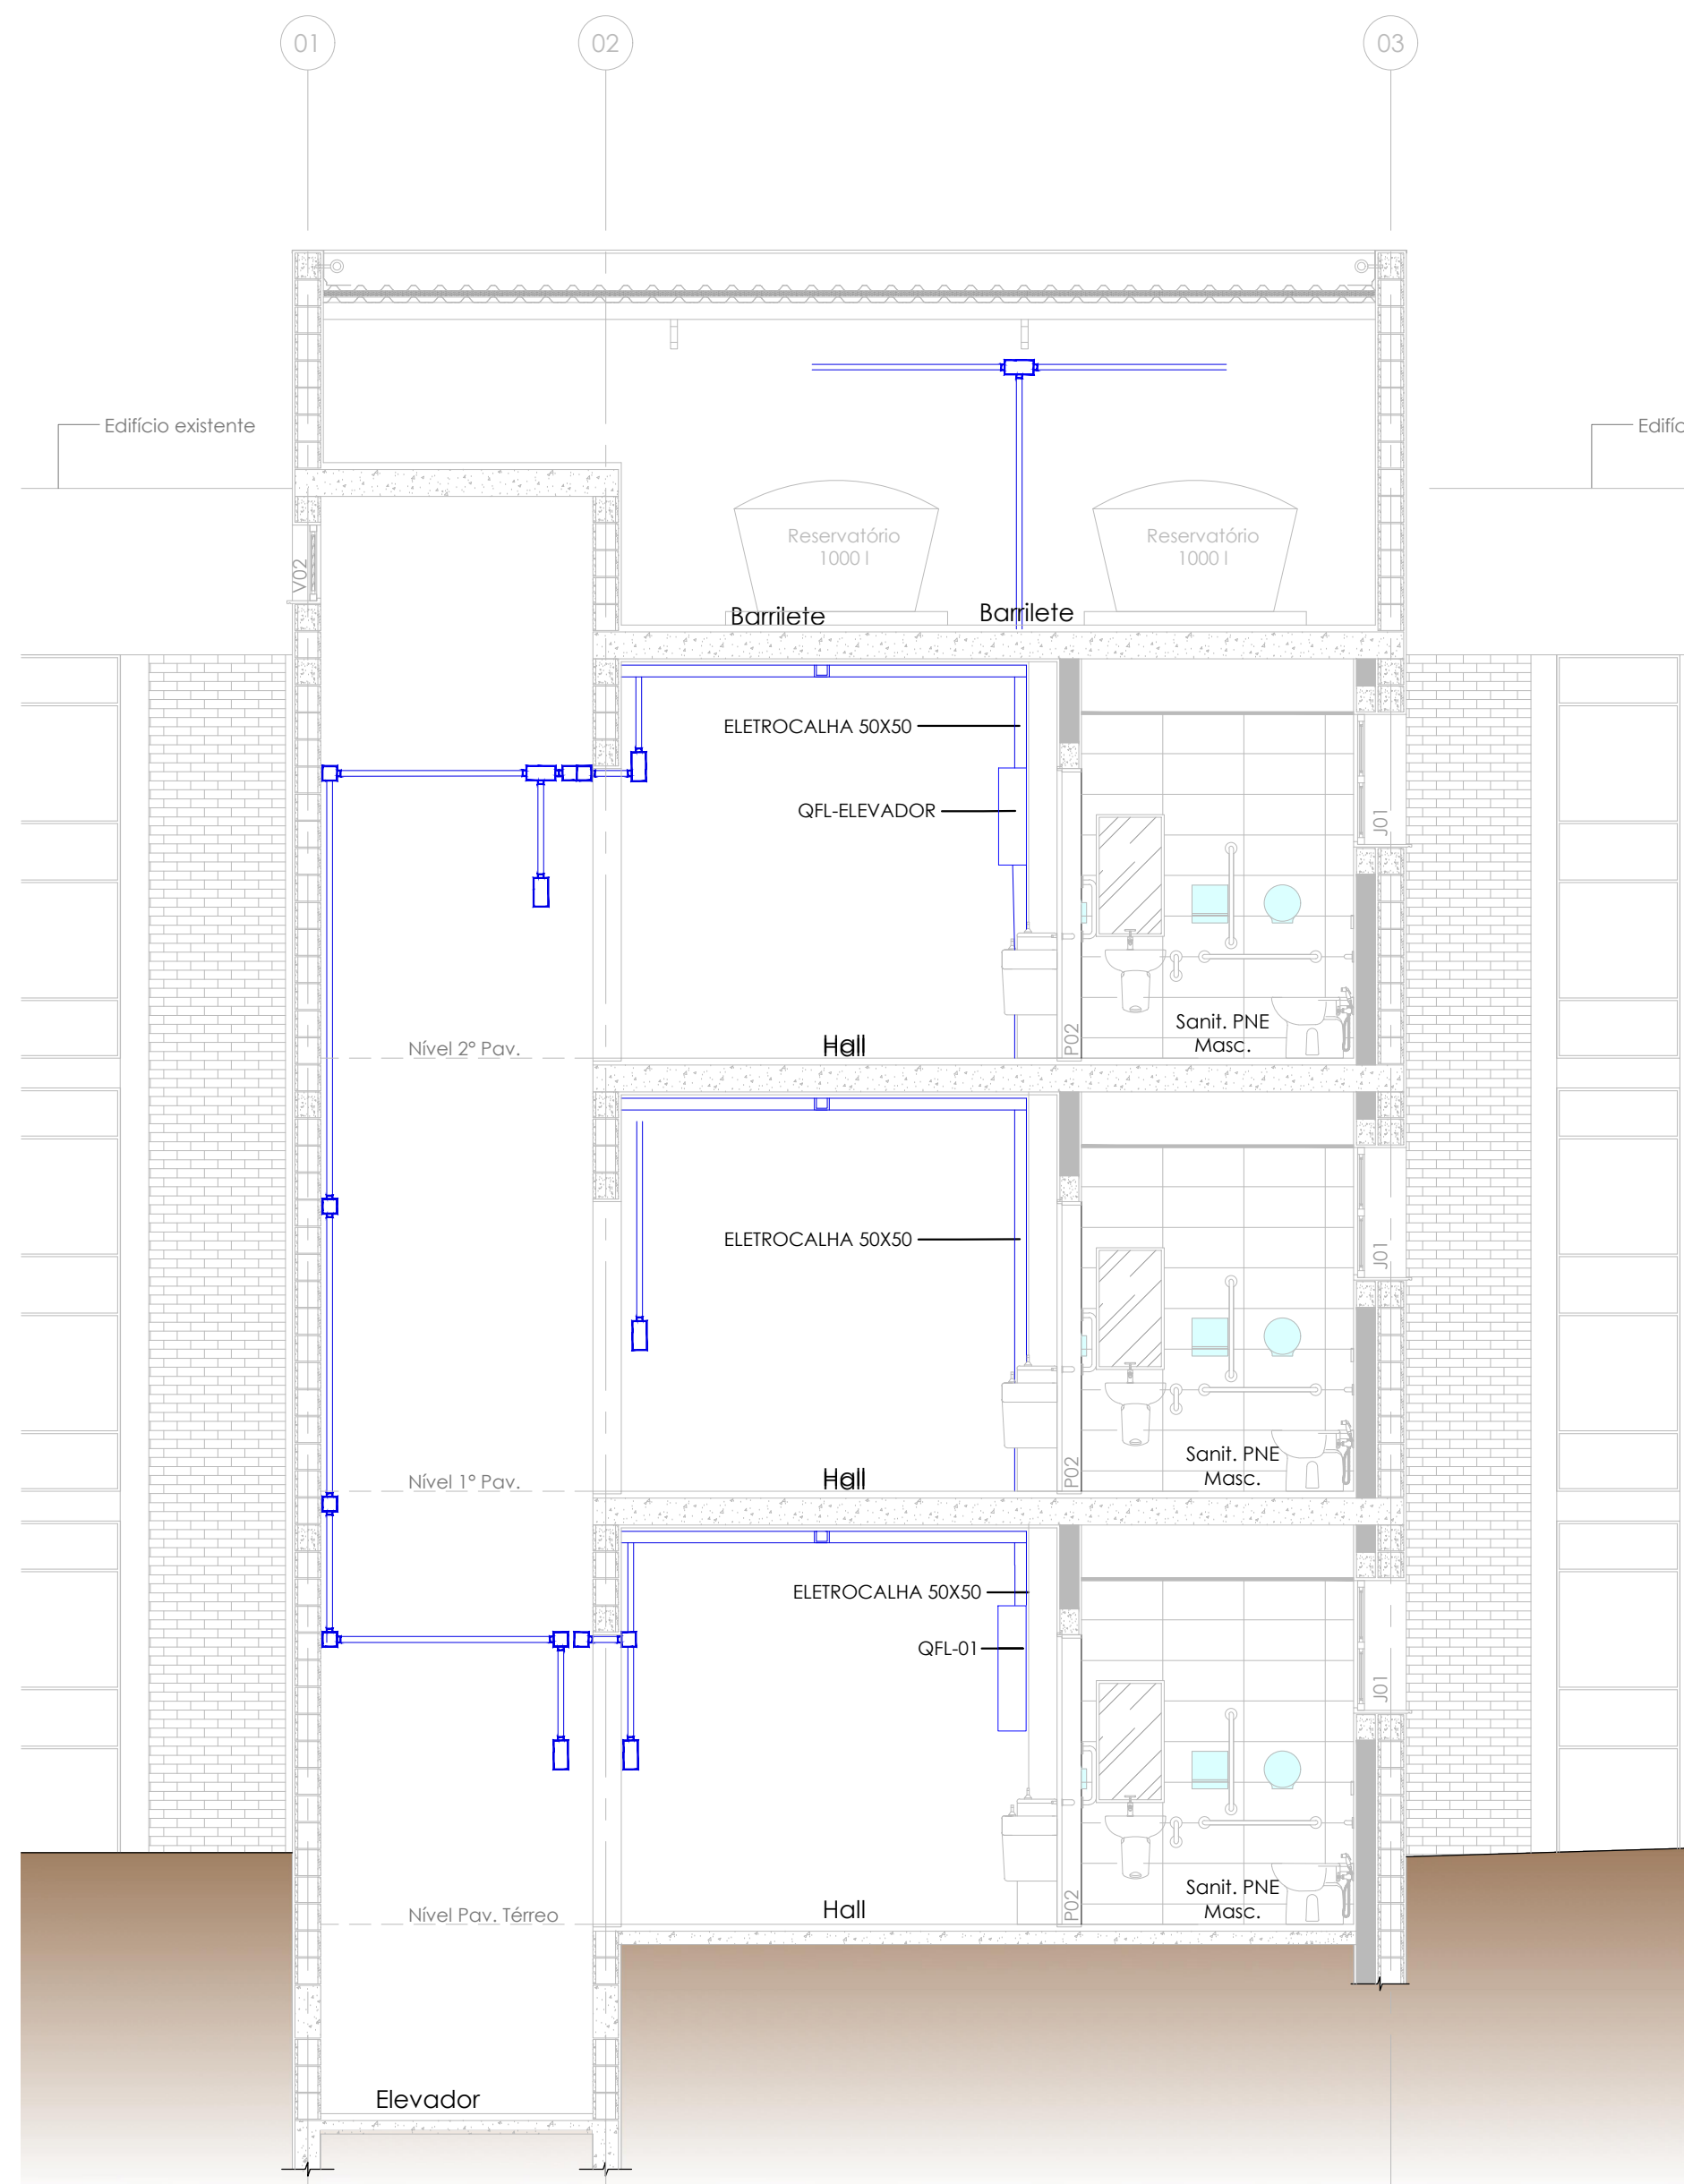 01
02
03
Edifício existente
Edifíc
Reservatório
1000 l
Reservatório
1000 l
V02
Barrilete
Barrilete
ELETROCALHA 50X50
QFL-ELEVADOR
J01
Sanit. PNE
Masc.
P02
Nível 2º Pav.
Hall
ELETROCALHA 50X50
J01
Sanit. PNE
Masc.
P02
Nível 1º Pav.
Hall
ELETROCALHA 50X50
QFL-01
J01
Sanit. PNE
Masc.
P02
Nível Pav. Térreo
Hall
Elevador